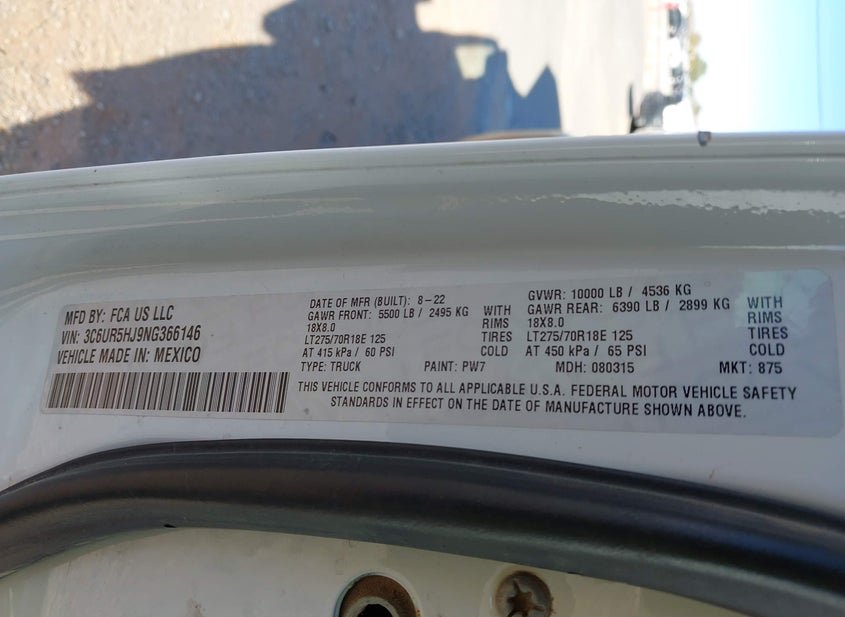 MFD BY: FCA US LLC
VIN: 3C6UR5HJ9NG366146
VEHICLE MADE IN: MEXICO
DATE OF MFR (BUILT): 8-22
GAWR FRONT: 5500 LB / 2495 KG WITH
18X8.0 RIMS
LT275/70R18E 125 TIRES
AT 415 kPa / 60 PSI COLD
GVWR: 10000 LB / 4536 KG
GAWR REAR: 6390 LB / 2899 KG WITH
18X8.0 RIMS
LT275/70R18E 125 TIRES
AT 450 kPa / 65 PSI COLD
TYPE: TRUCK PAINT: PW7 MDH: 080315 MKT: 875
THIS VEHICLE CONFORMS TO ALL APPLICABLE U.S.A. FEDERAL MOTOR VEHICLE SAFETY
STANDARDS IN EFFECT ON THE DATE OF MANUFACTURE SHOWN ABOVE.